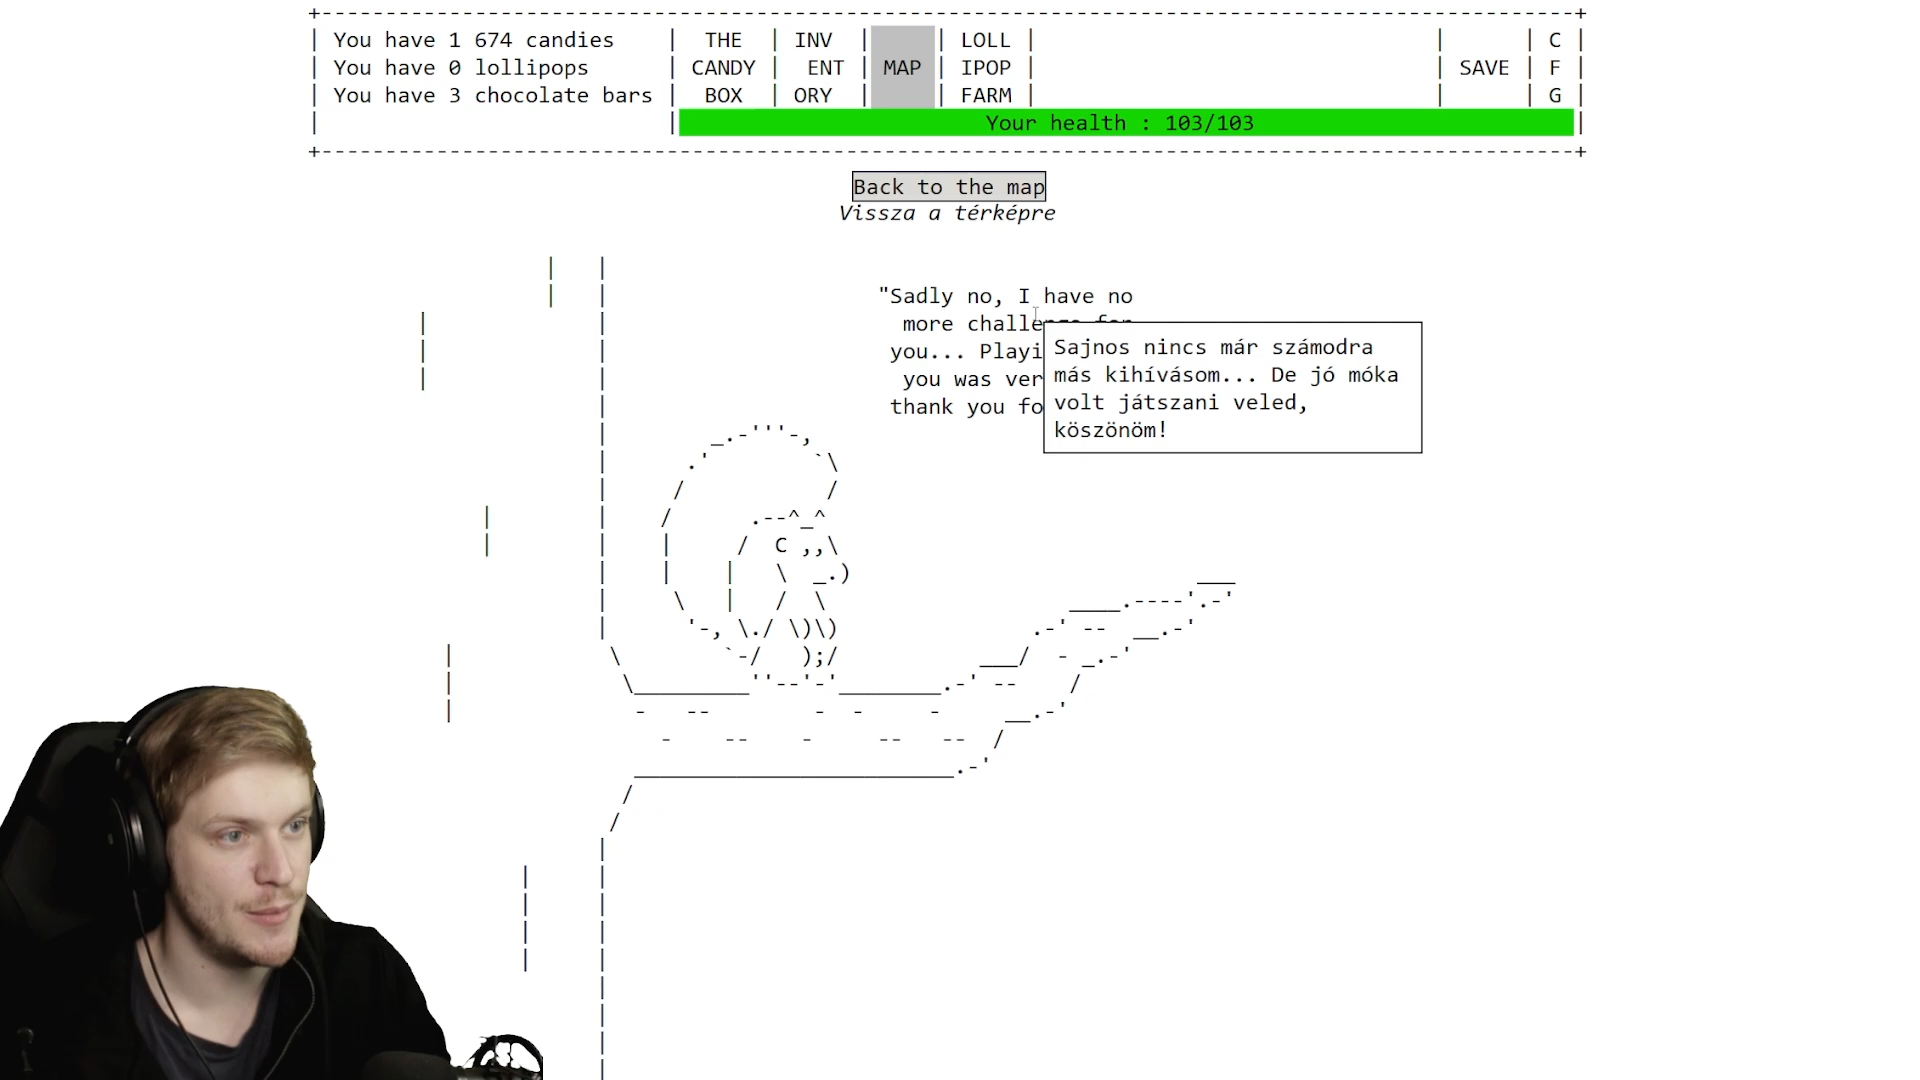 You have 1 674 candies
You have 0 lollipops
You have 3 chocolate bars
THE
CANDY
BOX
INV
ENT
ORY
MAP
LOLL
IPOP
FARM
SAVE
C
F
G
Your health : 103/103
Back to the map
Vissza a térképre
"Sadly no, I have no
more challenge for
you... Playi
you was ver
thank you fo
Sajnos nincs már számodra
más kihívásom... De jó móka
volt játszani veled,
köszönöm!